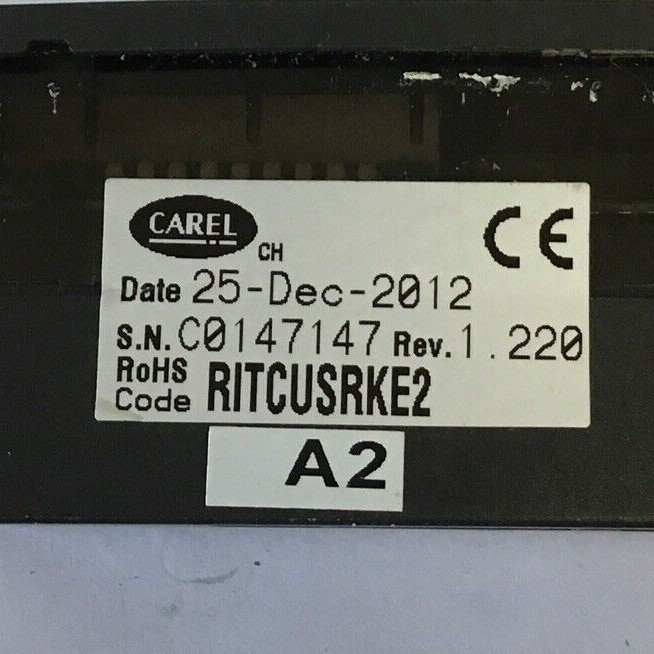 CAREL
CH
CE
Date 25-Dec-2012
S.N. C0147147 Rev. 1.220
RoHS
Code RITCUSRKE2
A2